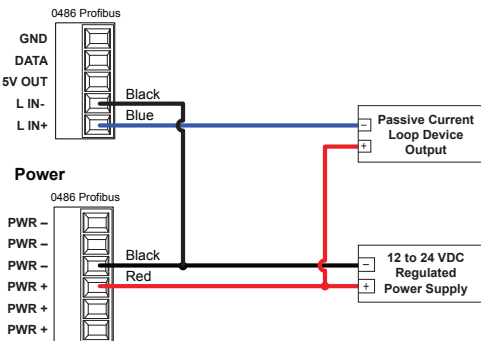 0486 Profibus
GND
DATA
5V OUT
L IN-
L IN+
Black
Blue
– Passive Current
Loop Device
+ Output
Power
0486 Profibus
PWR –
PWR –
PWR –
PWR +
PWR +
PWR +
Black
Red
– 12 to 24 VDC
Regulated
+ Power Supply